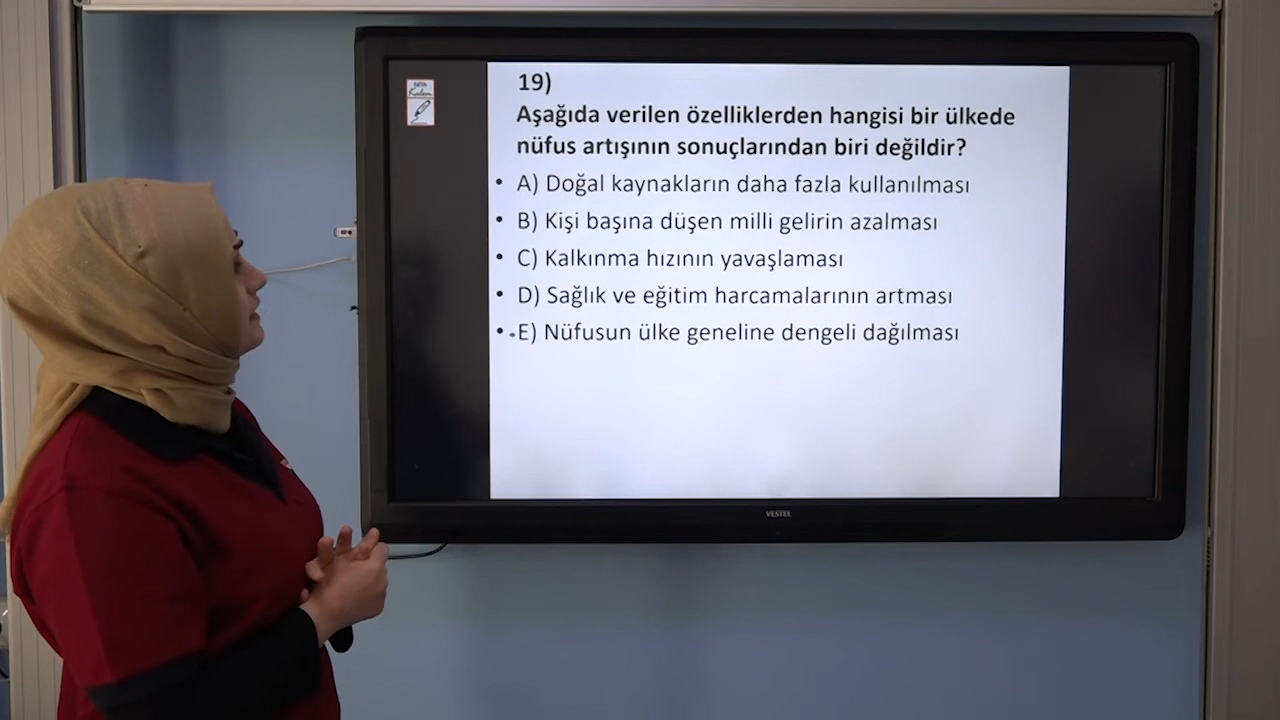 19)
Aşağıda verilen özelliklerden hangisi bir ülkede
nüfus artışının sonuçlarından biri değildir?
• A) Doğal kaynakların daha fazla kullanılması
• B) Kişi başına düşen milli gelirin azalması
• C) Kalkınma hızının yavaşlaması
• D) Sağlık ve eğitim harcamalarının artması
• E) Nüfusun ülke geneline dengeli dağılması
Kalem
VESTEL